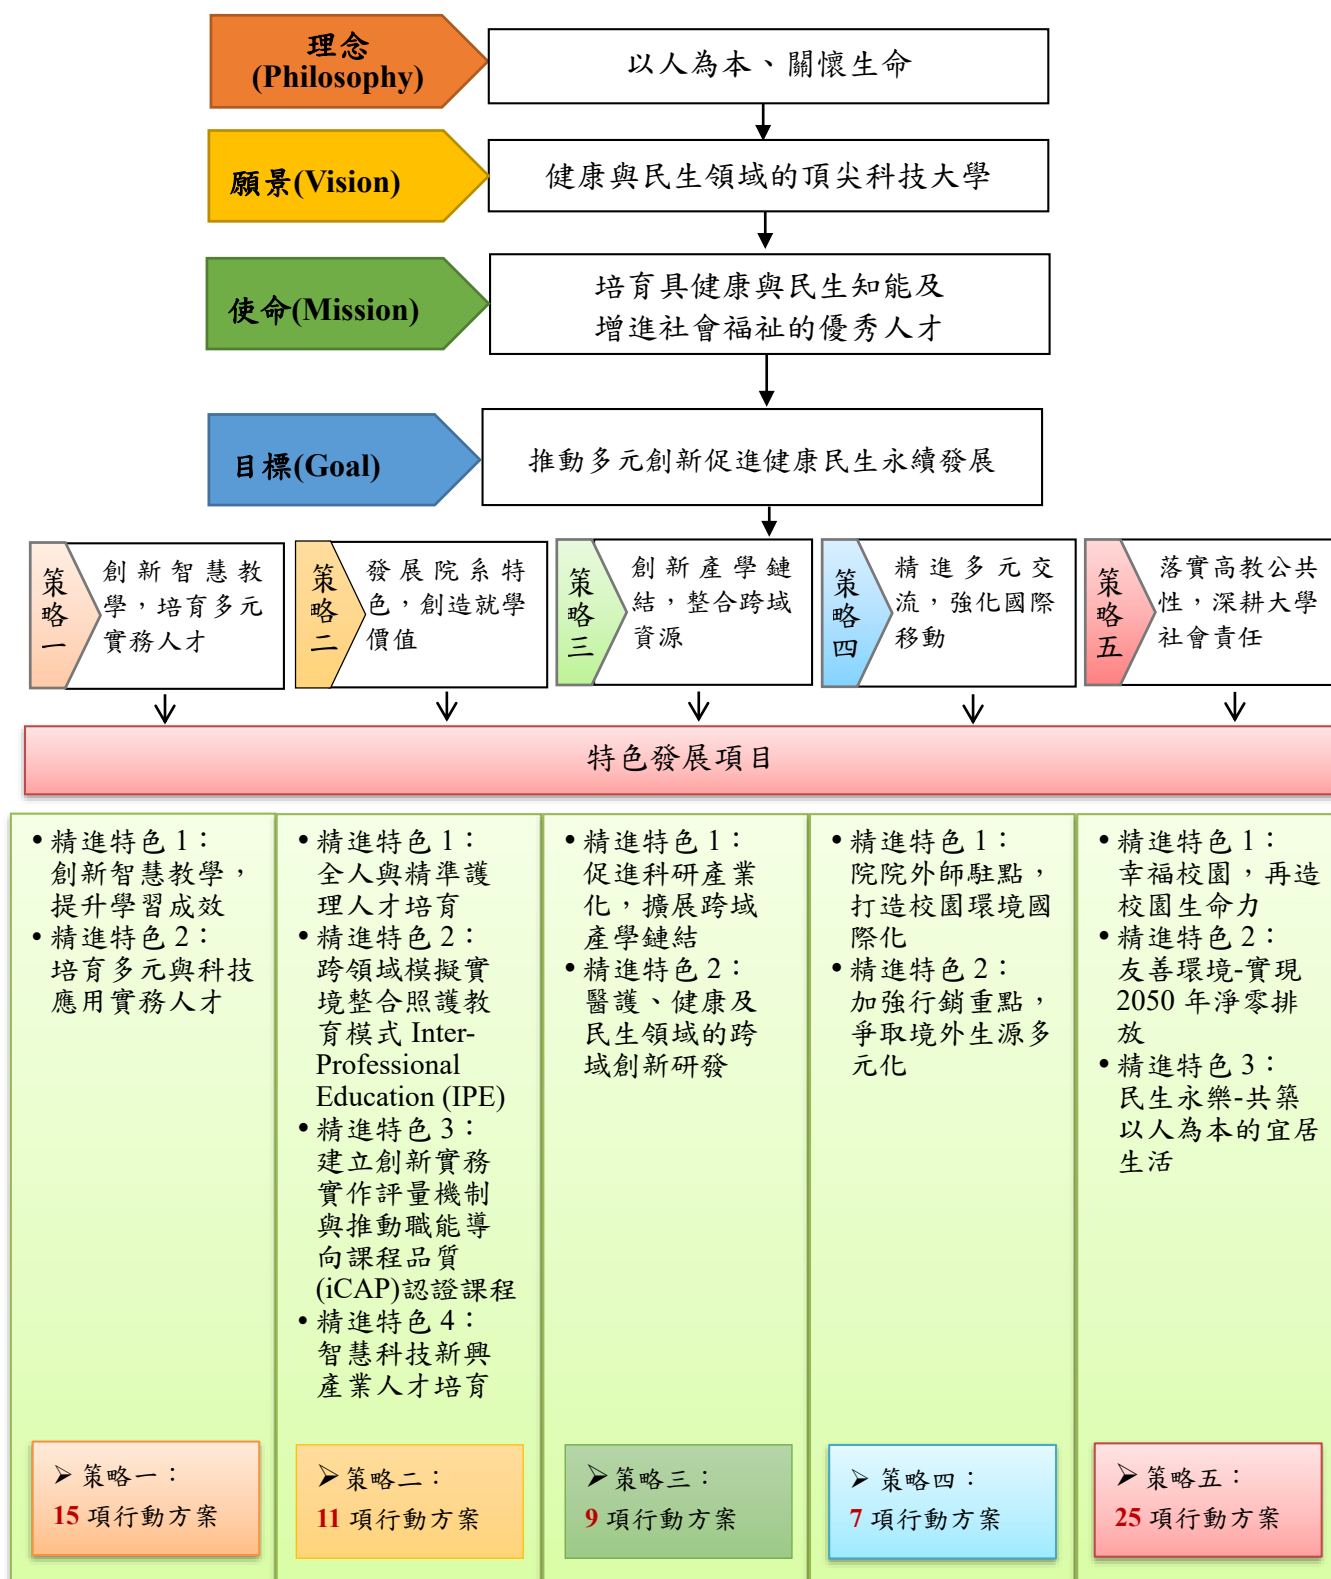 理念
(Philosophy)
以人為本、關懷生命
願景(Vision)
健康與民生領域的頂尖科技大學
使命(Mission)
培育具健康與民生知能及
增進社會福祉的優秀人才
目標(Goal)
推動多元創新促進健康民生永續發展
策略一
創新智慧教
學，培育多元
實務人才
策略二
發展院系特
色，創造就學
價值
策略三
創新產學鏈
結，整合跨域
資源
策略四
精進多元交
流，強化國際
移動
策略五
落實高教公共
性，深耕大學
社會責任
特色發展項目
• 精進特色 1：
創新智慧教學，
提升學習成效
• 精進特色 2：
培育多元與科技
應用實務人才
➢ 策略一：
15 項行動方案
• 精進特色 1：
全人與精準護
理人才培育
• 精進特色 2：
跨領域模擬實
境整合照護教
育模式 Inter-
Professional
Education (IPE)
• 精進特色 3：
建立創新實務
實作評量機制
與推動職能導
向課程品質
(iCAP)認證課程
• 精進特色 4：
智慧科技新興
產業人才培育
➢ 策略二：
11 項行動方案
• 精進特色 1：
促進科研產業
化，擴展跨域
產學鏈結
• 精進特色 2：
醫護、健康及
民生領域的跨
域創新研發
➢ 策略三：
9 項行動方案
• 精進特色 1：
院院外師駐點，
打造校園環境國
際化
• 精進特色 2：
加強行銷重點，
爭取境外生源多
元化
➢ 策略四：
7 項行動方案
• 精進特色 1：
幸福校園，再造
校園生命力
• 精進特色 2：
友善環境-實現
2050 年淨零排
放
• 精進特色 3：
民生永樂-共築
以人為本的宜居
生活
➢ 策略五：
25 項行動方案